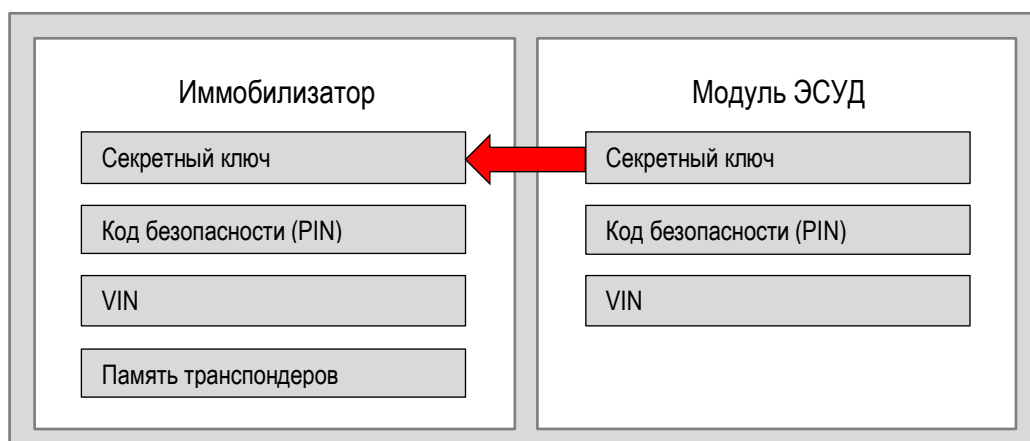 Иммобилизатор
Секретный ключ
Код безопасности (PIN)
VIN
Память транспондеров
Модуль ЭСУД
Секретный ключ
Код безопасности (PIN)
VIN